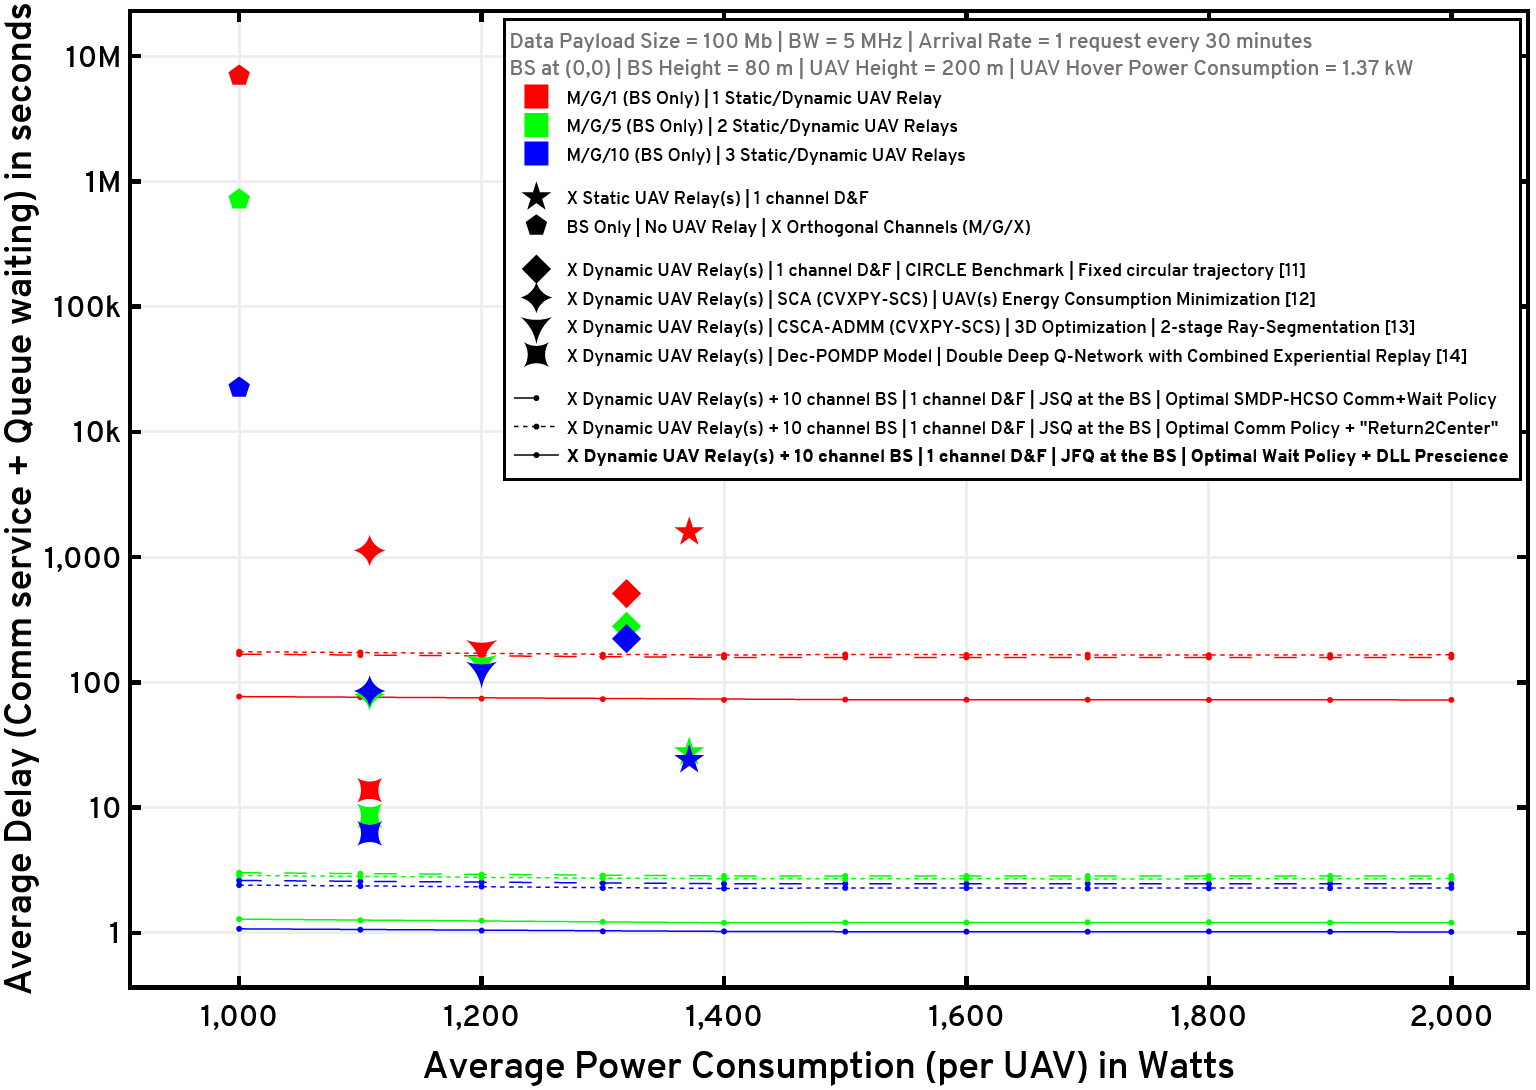 Average Delay (Comm service + Queue waiting) in seconds
10M
1M
100k
10k
1,000
100
10
1
Data Payload Size = 100 Mb | BW = 5 MHz | Arrival Rate = 1 request every 30 minutes
BS at (0,0) | BS Height = 80 m | UAV Height = 200 m | UAV Hover Power Consumption = 1.37 kW
M/G/1 (BS Only) | 1 Static/Dynamic UAV Relay
M/G/5 (BS Only) | 2 Static/Dynamic UAV Relays
M/G/10 (BS Only) | 3 Static/Dynamic UAV Relays
X Static UAV Relay(s) | 1 channel D&F
BS Only | No UAV Relay | X Orthogonal Channels (M/G/X)
X Dynamic UAV Relay(s) | 1 channel D&F | CIRCLE Benchmark | Fixed circular trajectory [11]
X Dynamic UAV Relay(s) | SCA (CVXPY-SCS) | UAV(s) Energy Consumption Minimization [12]
X Dynamic UAV Relay(s) | CSCA-ADMM (CVXPY-SCS) | 3D Optimization | 2-stage Ray-Segmentation [13]
X Dynamic UAV Relay(s) | Dec-POMDP Model | Double Deep Q-Network with Combined Experiential Replay [14]
X Dynamic UAV Relay(s) + 10 channel BS | 1 channel D&F | JSQ at the BS | Optimal SMDP-HCSO Comm+Wait Policy
X Dynamic UAV Relay(s) + 10 channel BS | 1 channel D&F | JSQ at the BS | Optimal Comm Policy + "Return2Center"
X Dynamic UAV Relay(s) + 10 channel BS | 1 channel D&F | JFQ at the BS | Optimal Wait Policy + DLL Prescience
1,000
1,200
1,400
1,600
1,800
2,000
Average Power Consumption (per UAV) in Watts